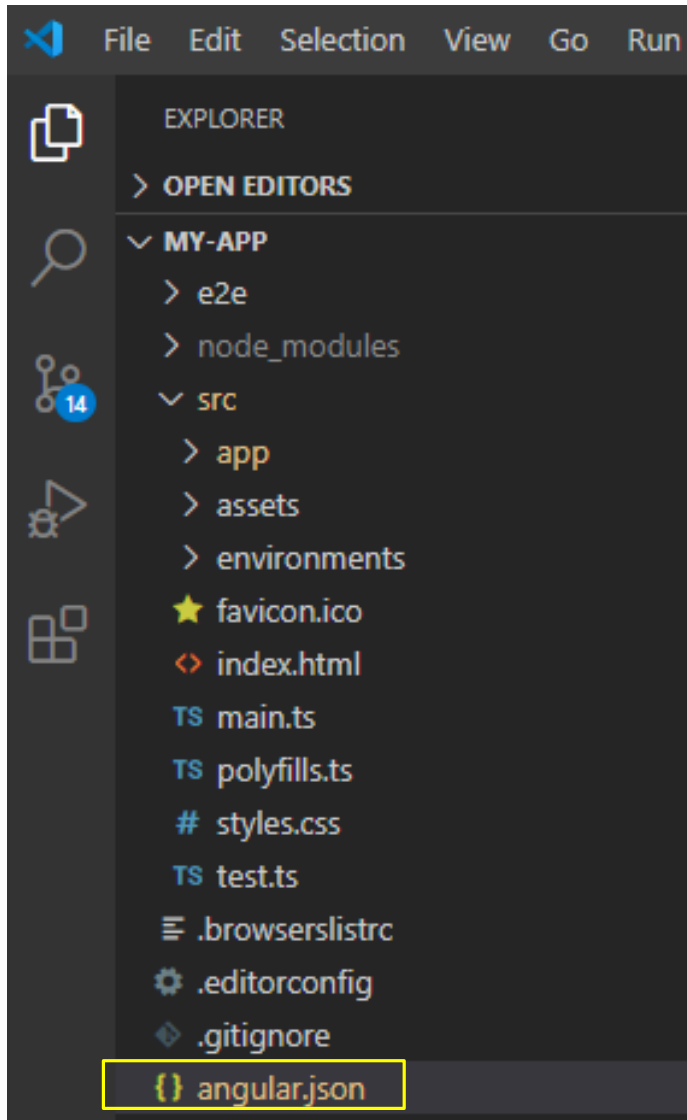 File Edit Selection View Go Run
EXPLORER
OPEN EDITORS
MY-APP
e2e
node_modules
14
src
app
assets
environments
favicon.ico
<> index.html
TS main.ts
TS polyfills.ts
# styles.css
TS test.ts
.browserslistrc
.editorconfig
.gitignore
{} angular.json